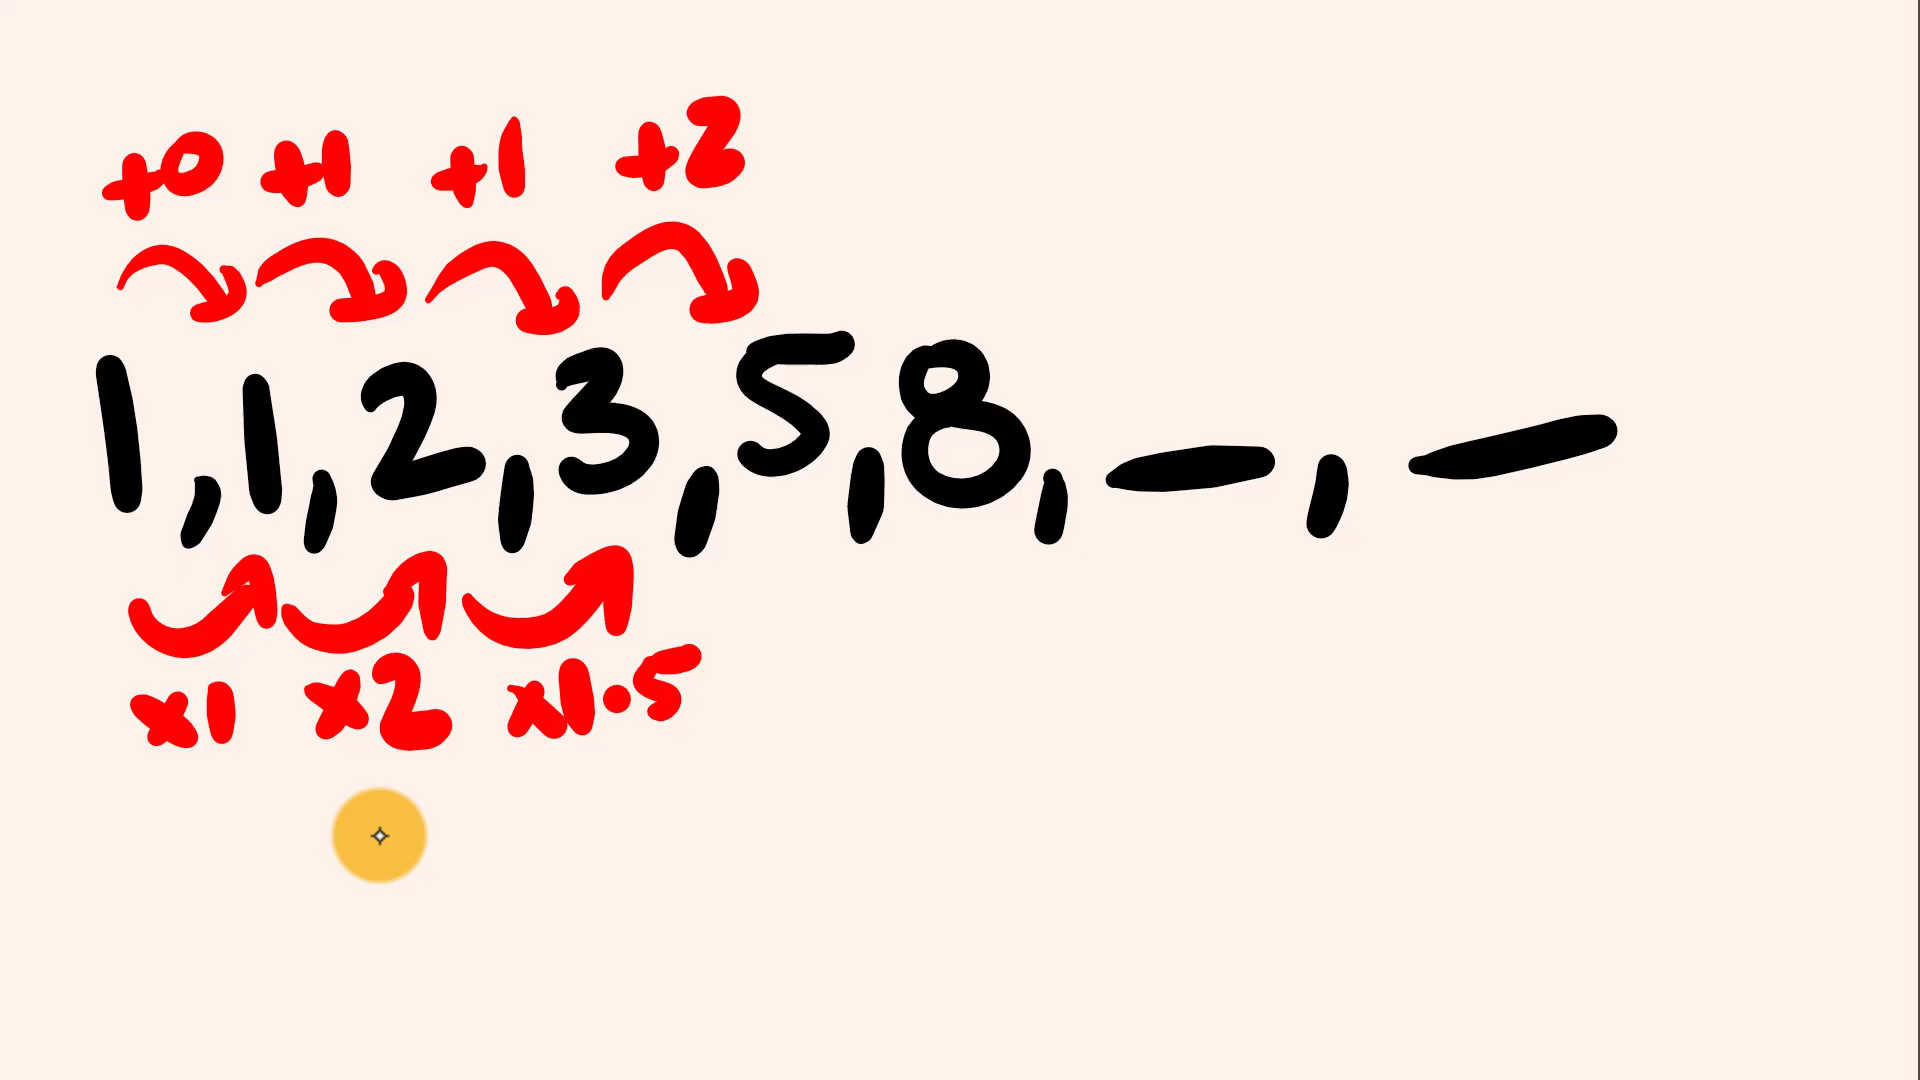 +0 +1 +1 +2
1, 1, 2, 3, 5, 8, _, _
x1 x2 x1.5